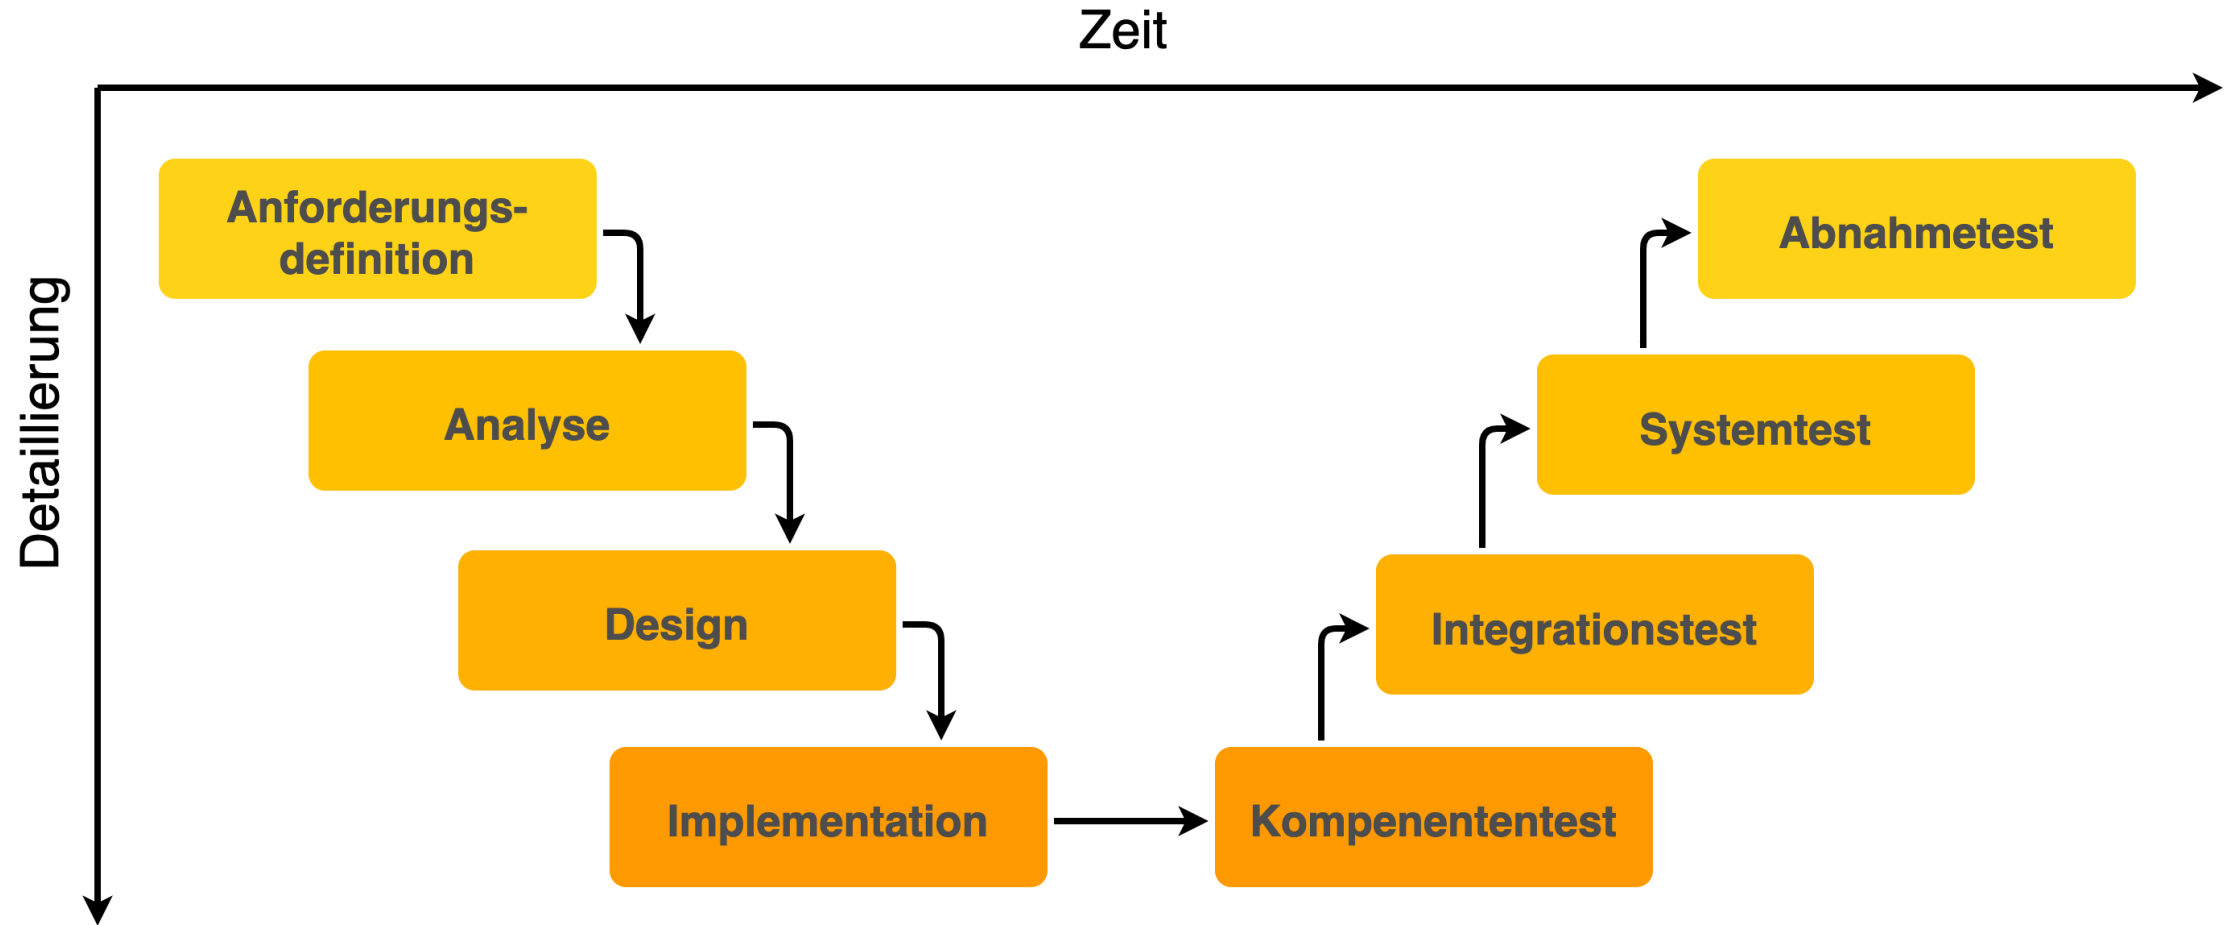 Zeit
Detaillierung
Anforderungs-
definition
Analyse
Design
Implementation
Kompenententest
Integrationstest
Systemtest
Abnahmetest